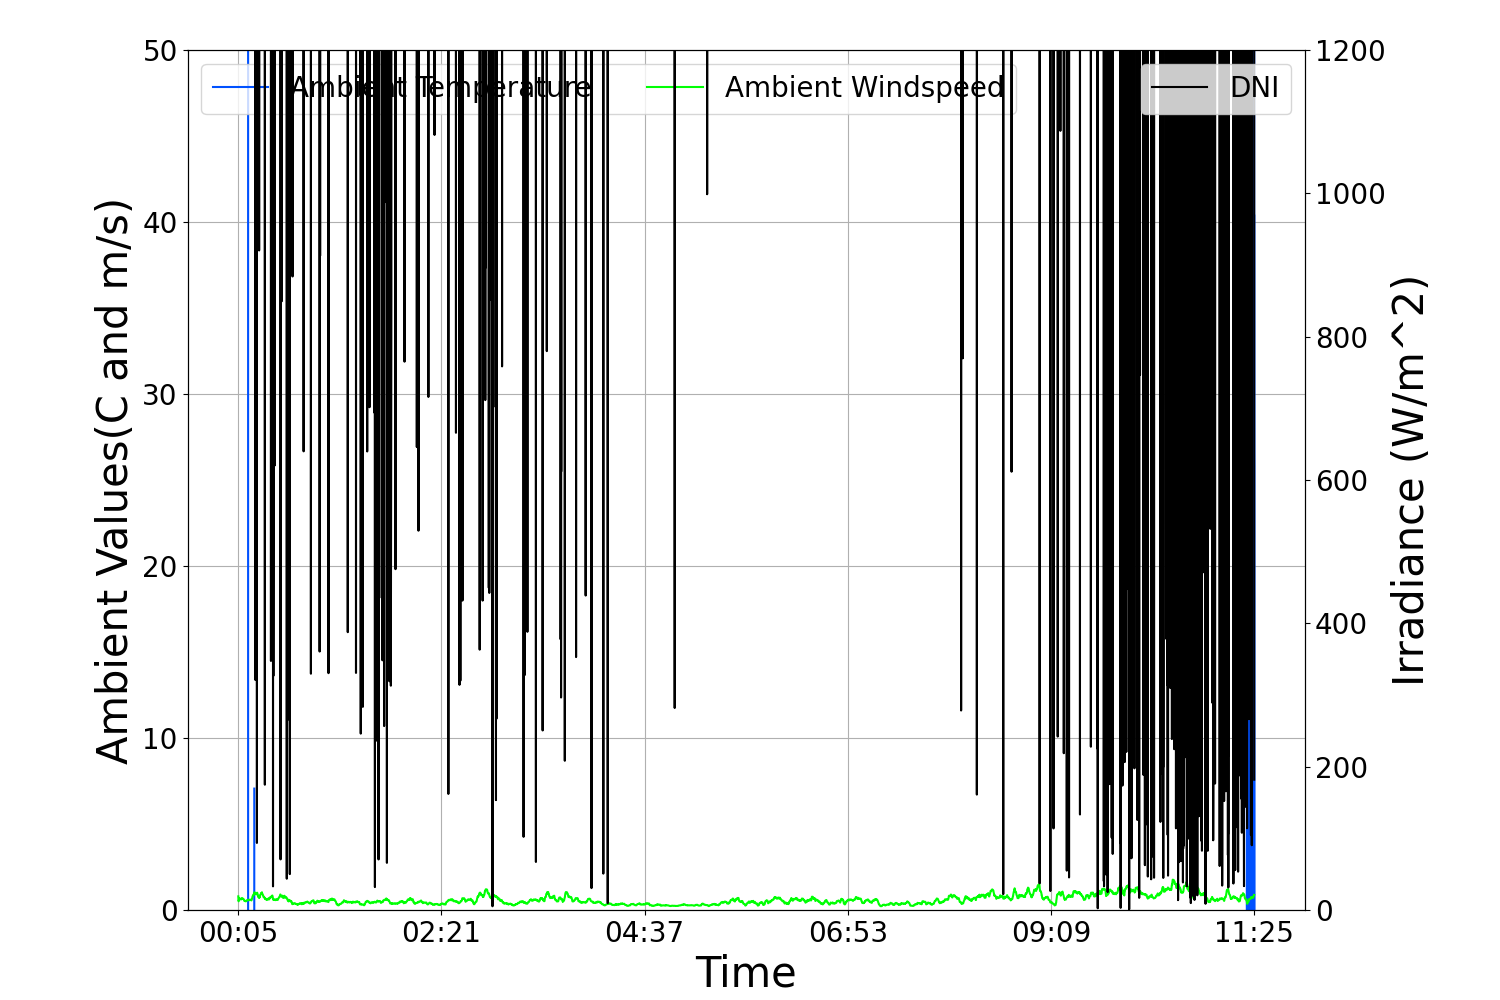 Ambient Temperature
Ambient Windspeed
DNI
Ambient Values(C and m/s)
50
40
30
20
10
0
1200
1000
800
600
400
200
0
Irradiance (W/m^2)
00:05 02:21 04:37 06:53 09:09 11:25
Time